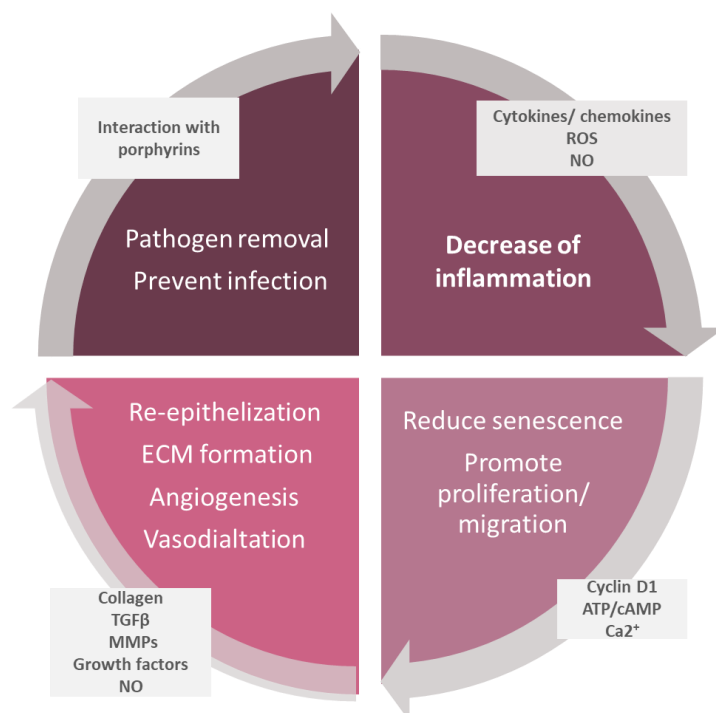 Interaction with
porphyrins
Pathogen removal
Prevent infection
Cytokines/ chemokines
ROS
NO
Decrease of
inflammation
Re-epithelization
ECM formation
Angiogenesis
Vasodialtation
Collagen
TGFβ
MMPs
Growth factors
NO
Reduce senescence
Promote
proliferation/
migration
Cyclin D1
ATP/cAMP
Ca2⁺